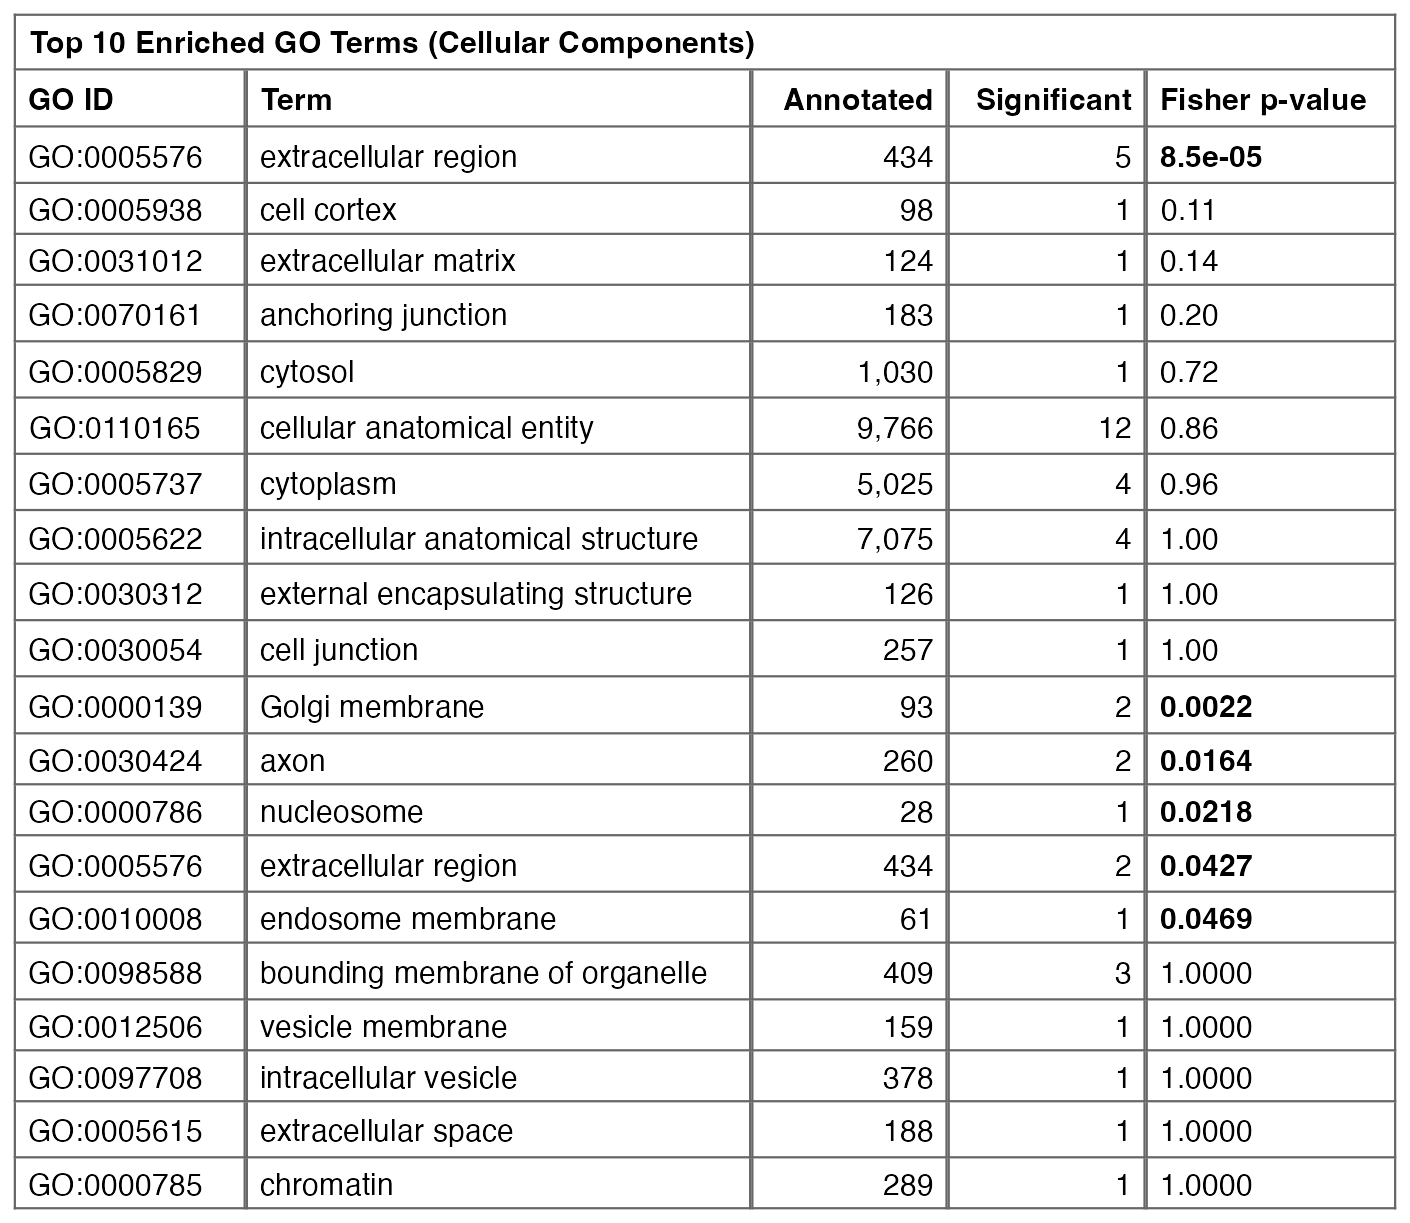 Top 10 Enriched GO Terms (Cellular Components)
GO ID Term Annotated Significant Fisher p-value
GO:0005576 extracellular region 434 5 8.5e-05
GO:0005938 cell cortex 98 1 0.11
GO:0031012 extracellular matrix 124 1 0.14
GO:0070161 anchoring junction 183 1 0.20
GO:0005829 cytosol 1,030 1 0.72
GO:0110165 cellular anatomical entity 9,766 12 0.86
GO:0005737 cytoplasm 5,025 4 0.96
GO:0005622 intracellular anatomical structure 7,075 4 1.00
GO:0030312 external encapsulating structure 126 1 1.00
GO:0030054 cell junction 257 1 1.00
GO:0000139 Golgi membrane 93 2 0.0022
GO:0030424 axon 260 2 0.0164
GO:0000786 nucleosome 28 1 0.0218
GO:0005576 extracellular region 434 2 0.0427
GO:0010008 endosome membrane 61 1 0.0469
GO:0098588 bounding membrane of organelle 409 3 1.0000
GO:0012506 vesicle membrane 159 1 1.0000
GO:0097708 intracellular vesicle 378 1 1.0000
GO:0005615 extracellular space 188 1 1.0000
GO:0000785 chromatin 289 1 1.0000